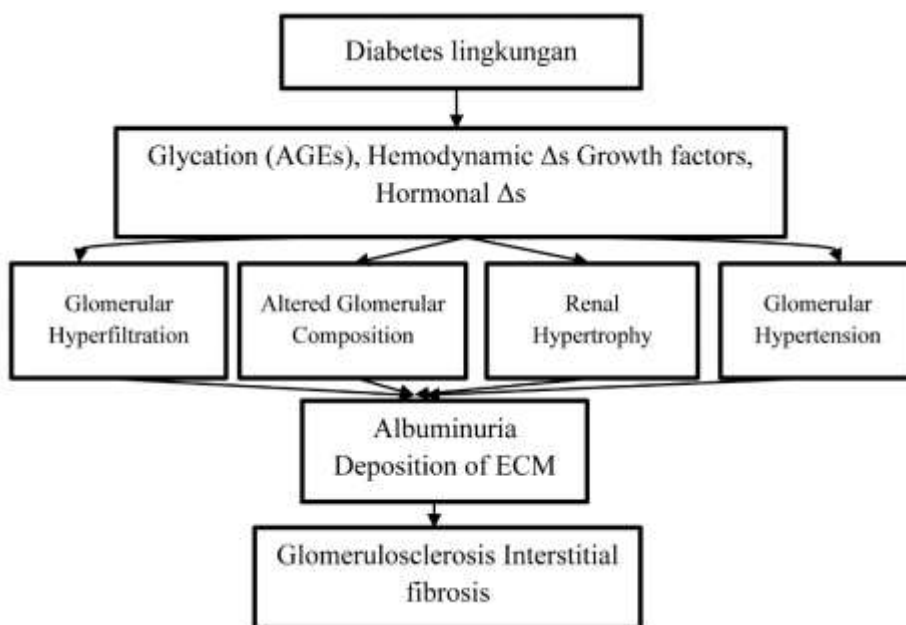 Diabetes lingkungan
Glycation (AGEs), Hemodynamic Δs Growth factors,
Hormonal Δs
Glomerular
Hyperfiltration
Altered Glomerular
Composition
Renal
Hypertrophy
Glomerular
Hypertension
Albuminuria
Deposition of ECM
Glomerulosclerosis Interstitial
fibrosis